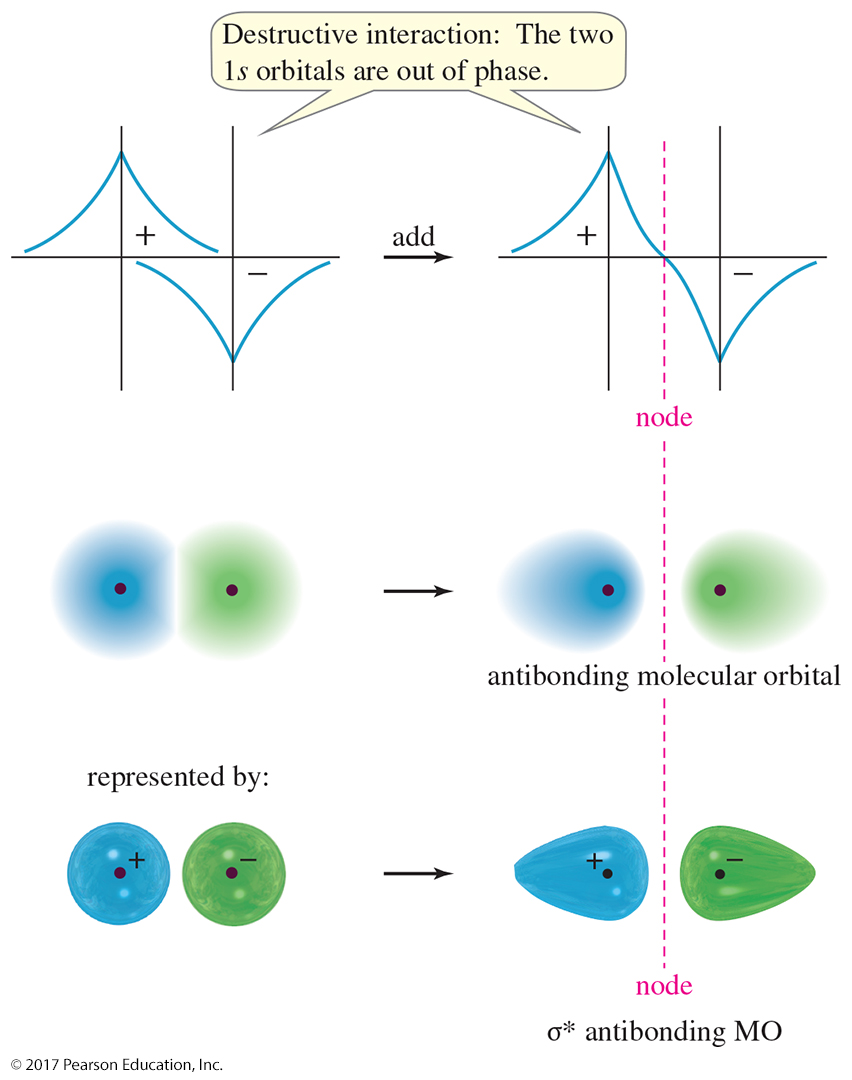 Destructive interaction: The two
1s orbitals are out of phase.
+
−
add
+
−
node
antibonding molecular orbital
represented by:
+
−
+
−
node
σ* antibonding MO
© 2017 Pearson Education, Inc.